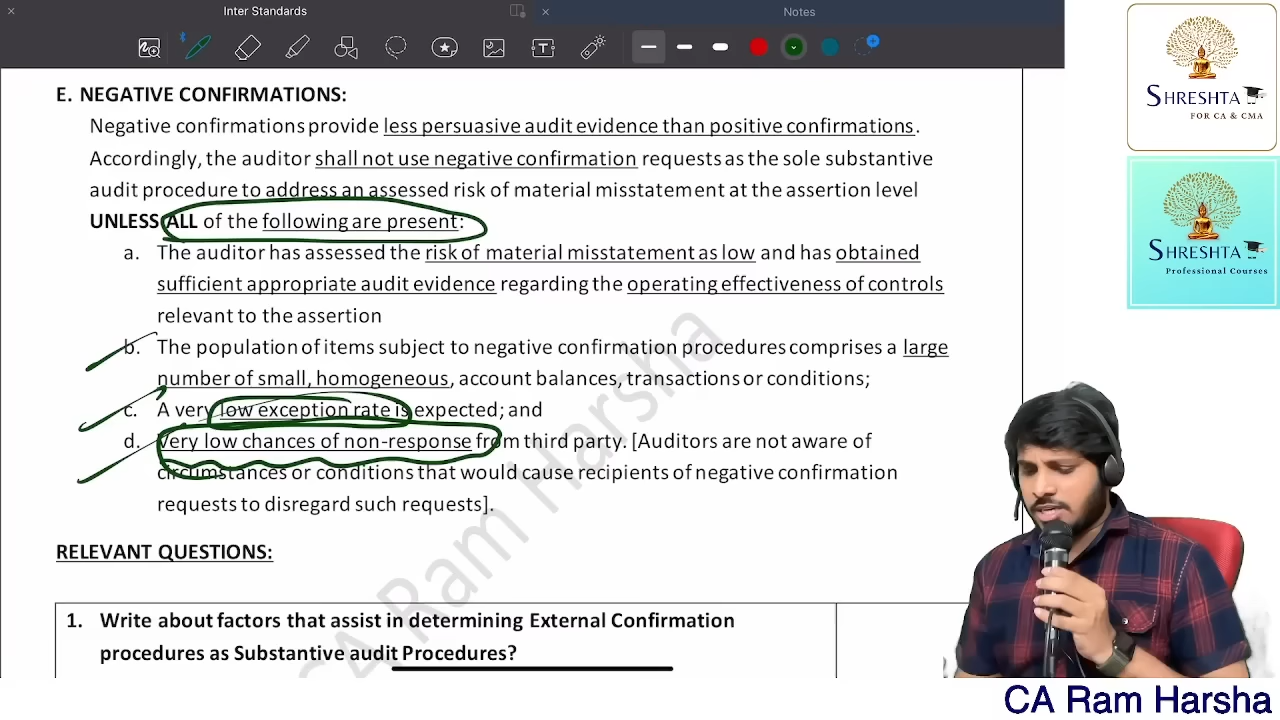 Inter Standards
Notes
E. NEGATIVE CONFIRMATIONS:
Negative confirmations provide less persuasive audit evidence than positive confirmations.
Accordingly, the auditor shall not use negative confirmation requests as the sole substantive
audit procedure to address an assessed risk of material misstatement at the assertion level
UNLESS ALL of the following are present:
a. The auditor has assessed the risk of material misstatement as low and has obtained
sufficient appropriate audit evidence regarding the operating effectiveness of controls
relevant to the assertion
b. The population of items subject to negative confirmation procedures comprises a large
number of small, homogeneous, account balances, transactions or conditions;
c. A very low exception rate is expected; and
d. Very low chances of non-response from third party. [Auditors are not aware of
circumstances or conditions that would cause recipients of negative confirmation
requests to disregard such requests].
RELEVANT QUESTIONS:
1. Write about factors that assist in determining External Confirmation
procedures as Substantive audit Procedures?
CA Ram Harsha
SHRESHTA
FOR CA & CMA
SHRESHTA
Professional Courses
CA Ram Harsha